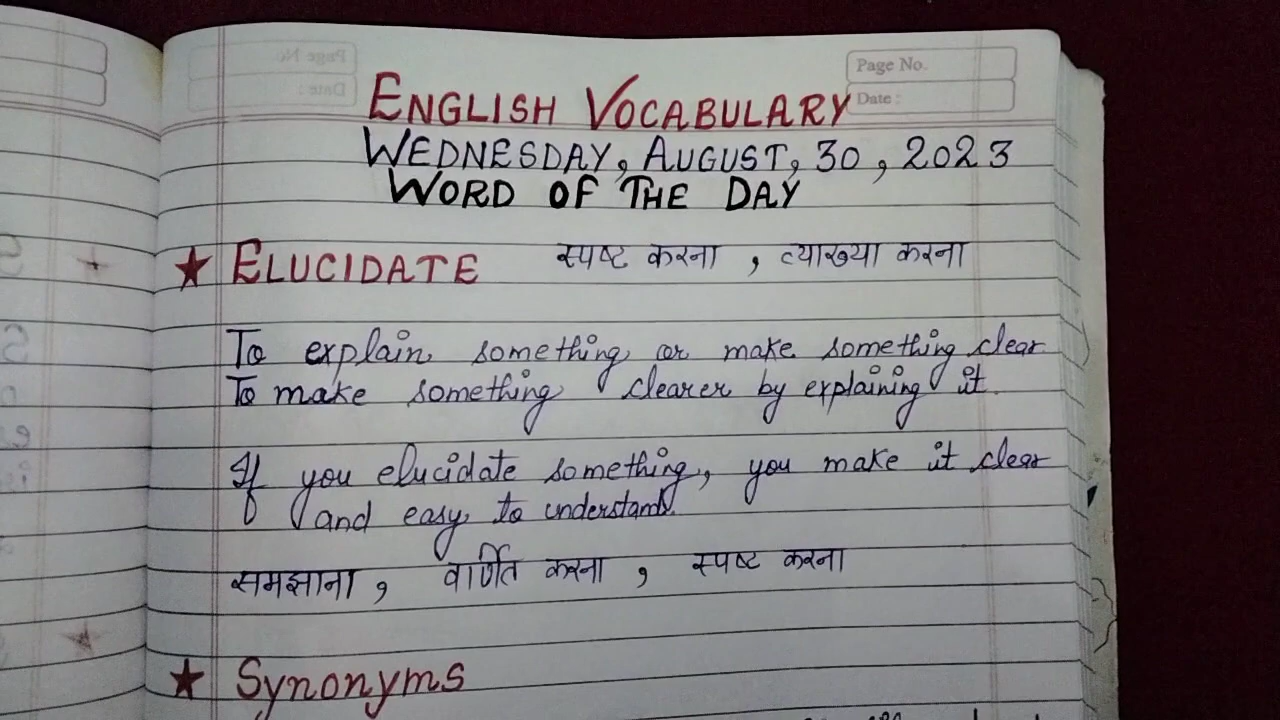 Page No.
Date :
ENGLISH VOCABULARY
WEDNESDAY, AUGUST, 30, 2023
WORD OF THE DAY
★ ELUCIDATE स्पष्ट करना , व्याख्या करना
To explain something or make something clear
To make something clearer by explaining it.
If you elucidate something, you make it clear
and easy to understand.
समझाना , वर्णित करना , स्पष्ट करना
★ Synonyms